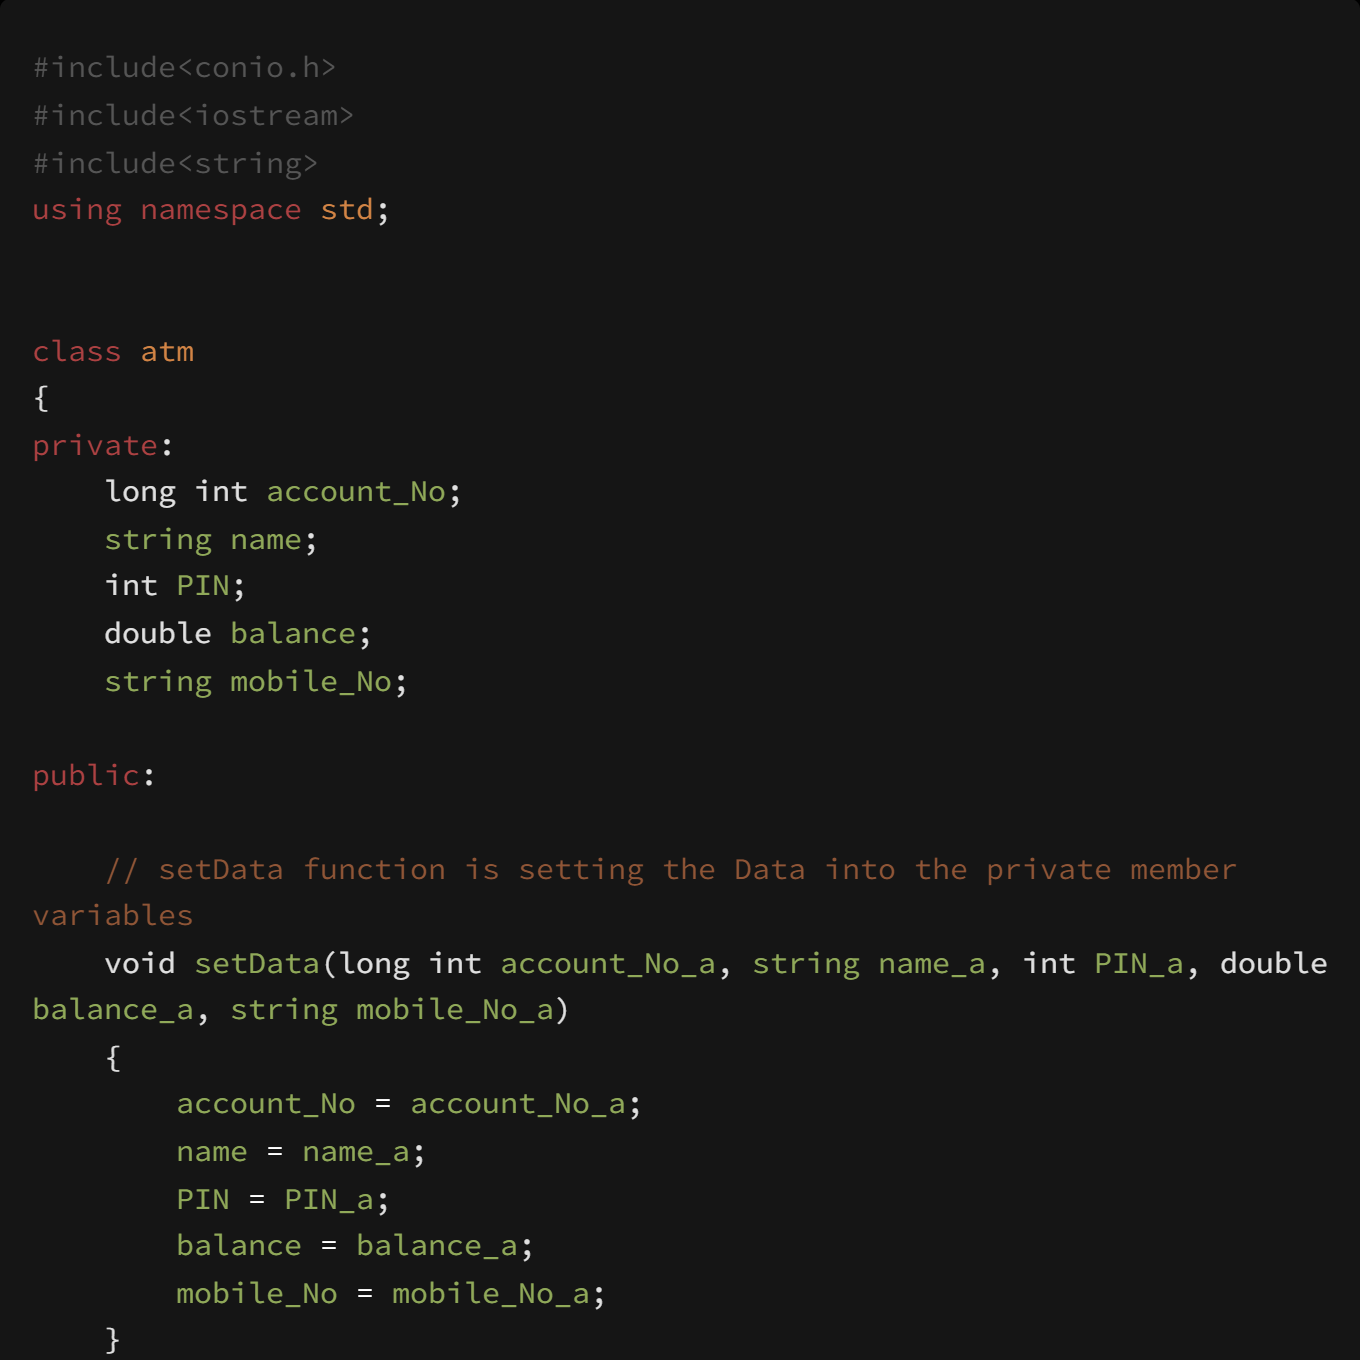 #include<conio.h>
#include<iostream>
#include<string>
using namespace std;
class atm
{
private:
    long int account_No;
    string name;
    int PIN;
    double balance;
    string mobile_No;
public:
    // setData function is setting the Data into the private member
variables
    void setData(long int account_No_a, string name_a, int PIN_a, double
balance_a, string mobile_No_a)
    {
        account_No = account_No_a;
        name = name_a;
        PIN = PIN_a;
        balance = balance_a;
        mobile_No = mobile_No_a;
    }